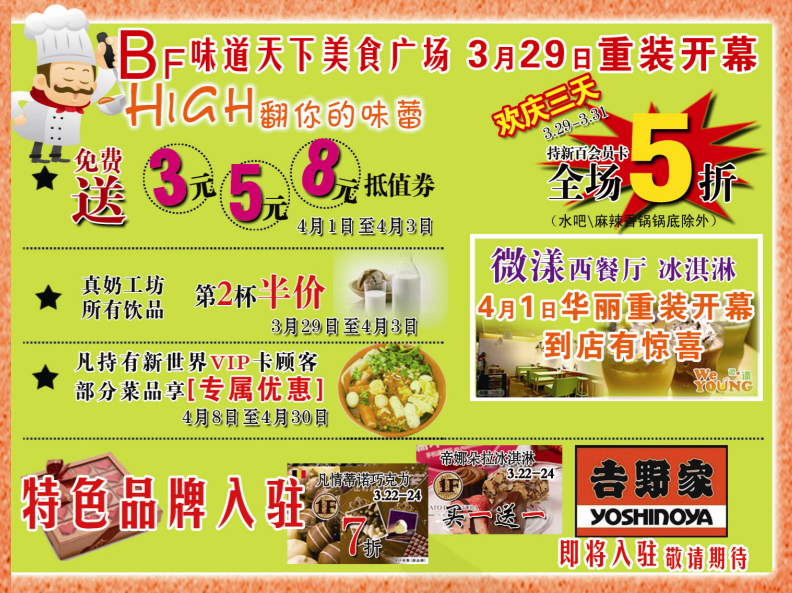 BF味道天下美食广场 3月29日重装开幕
HIGH翻你的味蕾
欢庆三天
3.29-3.31
持新百会员卡
全场5折
(水吧\麻辣香锅锅底除外)
免费
送
3元 5元 8元 抵值券
4月1日至4月3日
真奶工坊
所有饮品
第2杯半价
3月29日至4月3日
凡持有新世界VIP卡顾客
部分菜品享[专属优惠]
4月8日至4月30日
微漾西餐厅 冰淇淋
4月1日华丽重装开幕
到店有惊喜
We 微·漾
YOUNG
特色品牌入驻
凡情蒂诺巧克力
3.22-24
1F
7折
帝娜朵拉冰淇淋
3.22-24
1F
买一送一
吉野家
YOSHINOYA
即将入驻 敬请期待